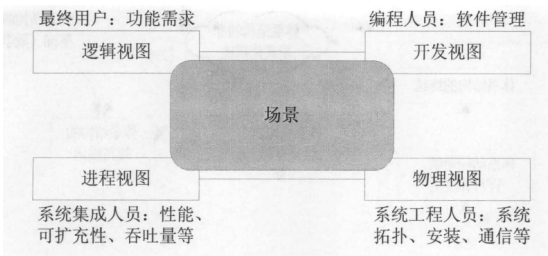 最终用户：功能需求
编程人员：软件管理
逻辑视图
开发视图
场景
进程视图
物理视图
系统集成人员：性能、
可扩充性、吞吐量等
系统工程人员：系统
拓扑、安装、通信等